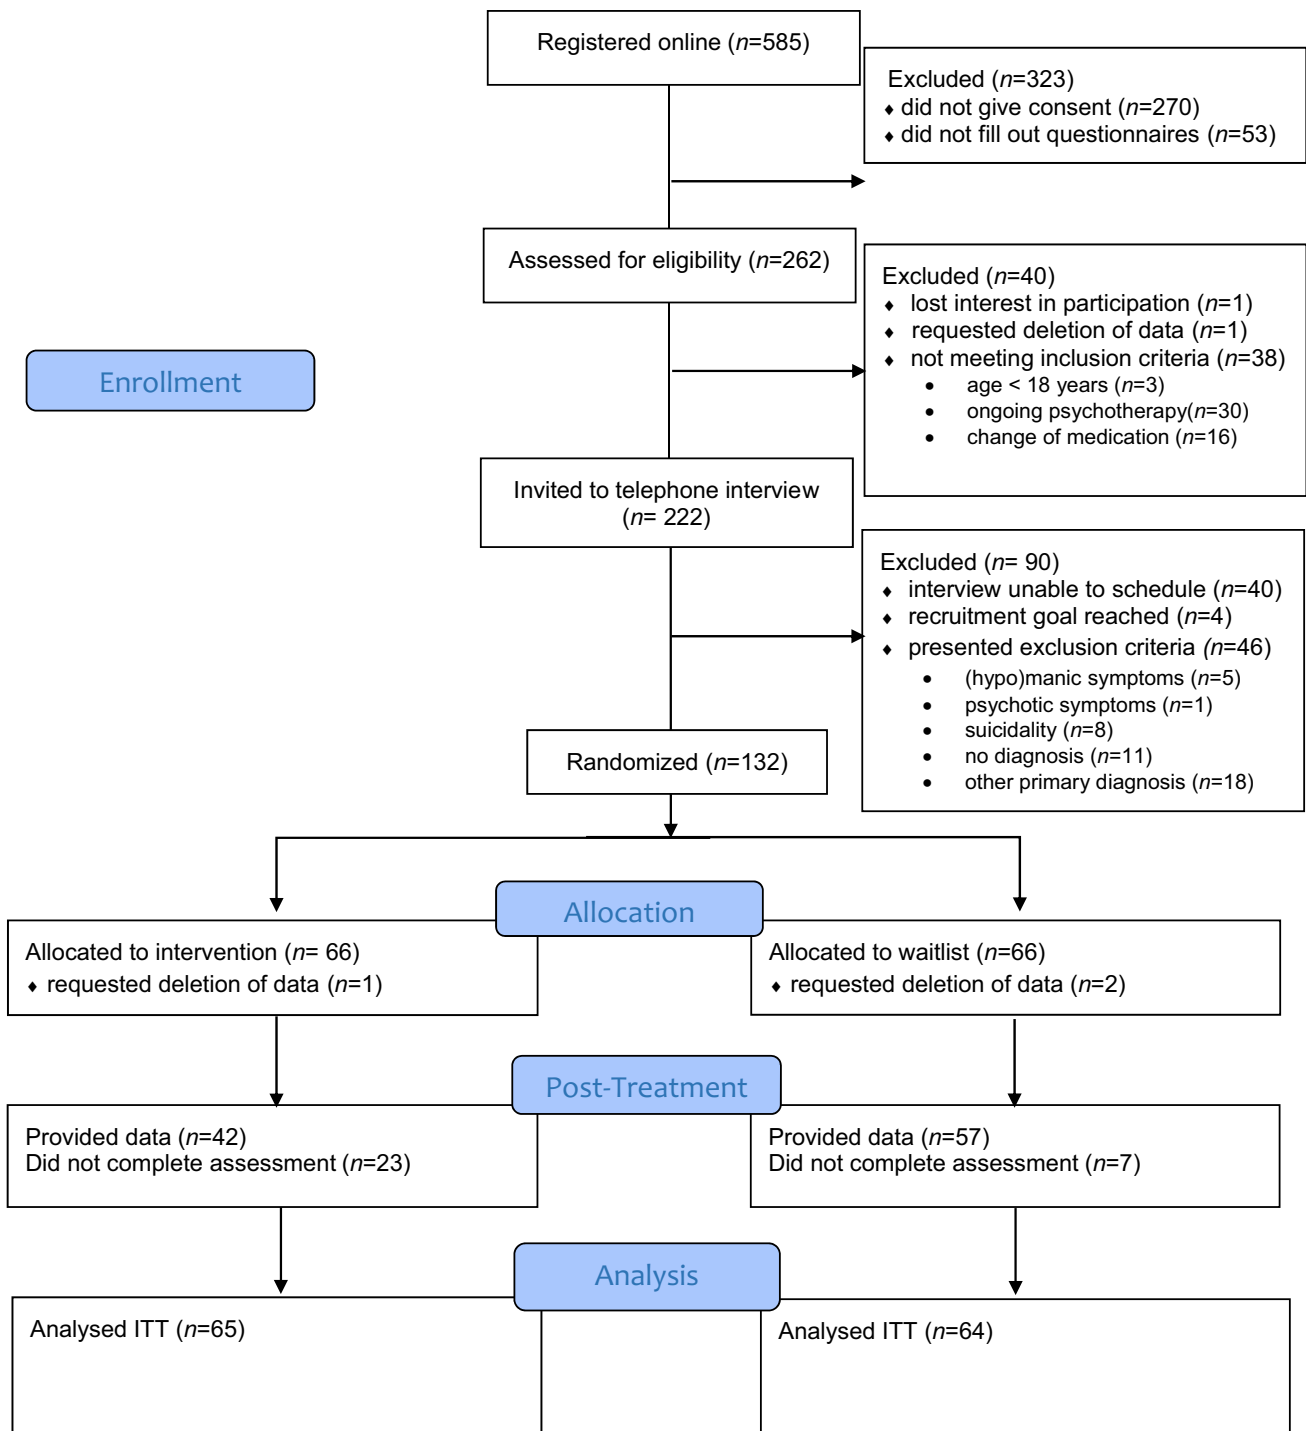 Registered online (n=585)
Excluded (n=323)
♦ did not give consent (n=270)
♦ did not fill out questionnaires (n=53)
Assessed for eligibility (n=262)
Excluded (n=40)
♦ lost interest in participation (n=1)
♦ requested deletion of data (n=1)
♦ not meeting inclusion criteria (n=38)
• age < 18 years (n=3)
• ongoing psychotherapy(n=30)
• change of medication (n=16)
Enrollment
Invited to telephone interview
(n= 222)
Excluded (n= 90)
♦ interview unable to schedule (n=40)
♦ recruitment goal reached (n=4)
♦ presented exclusion criteria (n=46)
• (hypo)manic symptoms (n=5)
• psychotic symptoms (n=1)
• suicidality (n=8)
• no diagnosis (n=11)
• other primary diagnosis (n=18)
Randomized (n=132)
Allocation
Allocated to intervention (n= 66)
♦ requested deletion of data (n=1)
Allocated to waitlist (n=66)
♦ requested deletion of data (n=2)
Post-Treatment
Provided data (n=42)
Did not complete assessment (n=23)
Provided data (n=57)
Did not complete assessment (n=7)
Analysis
Analysed ITT (n=65)
Analysed ITT (n=64)